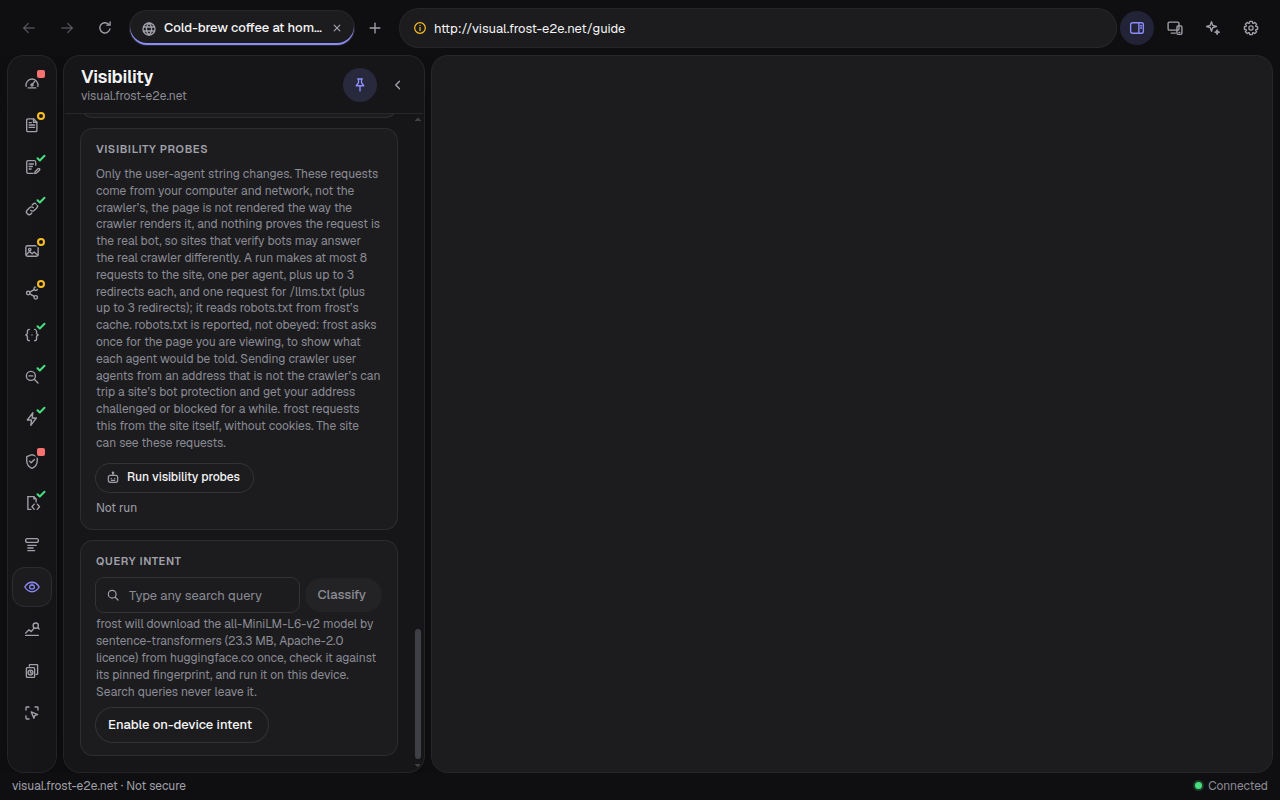 Cold-brew coffee at hom...
http://visual.frost-e2e.net/guide
Visibility
visual.frost-e2e.net
VISIBILITY PROBES
Only the user-agent string changes. These requests
come from your computer and network, not the
crawler's, the page is not rendered the way the
crawler renders it, and nothing proves the request is
the real bot, so sites that verify bots may answer
the real crawler differently. A run makes at most 8
requests to the site, one per agent, plus up to 3
redirects each, and one request for /llms.txt (plus
up to 3 redirects); it reads robots.txt from frost's
cache. robots.txt is reported, not obeyed: frost asks
once for the page you are viewing, to show what
each agent would be told. Sending crawler user
agents from an address that is not the crawler's can
trip a site's bot protection and get your address
challenged or blocked for a while. frost requests
this from the site itself, without cookies. The site
can see these requests.
Run visibility probes
Not run
QUERY INTENT
Type any search query
Classify
frost will download the all-MiniLM-L6-v2 model by
sentence-transformers (23.3 MB, Apache-2.0
licence) from huggingface.co once, check it against
its pinned fingerprint, and run it on this device.
Search queries never leave it.
Enable on-device intent
visual.frost-e2e.net · Not secure
Connected